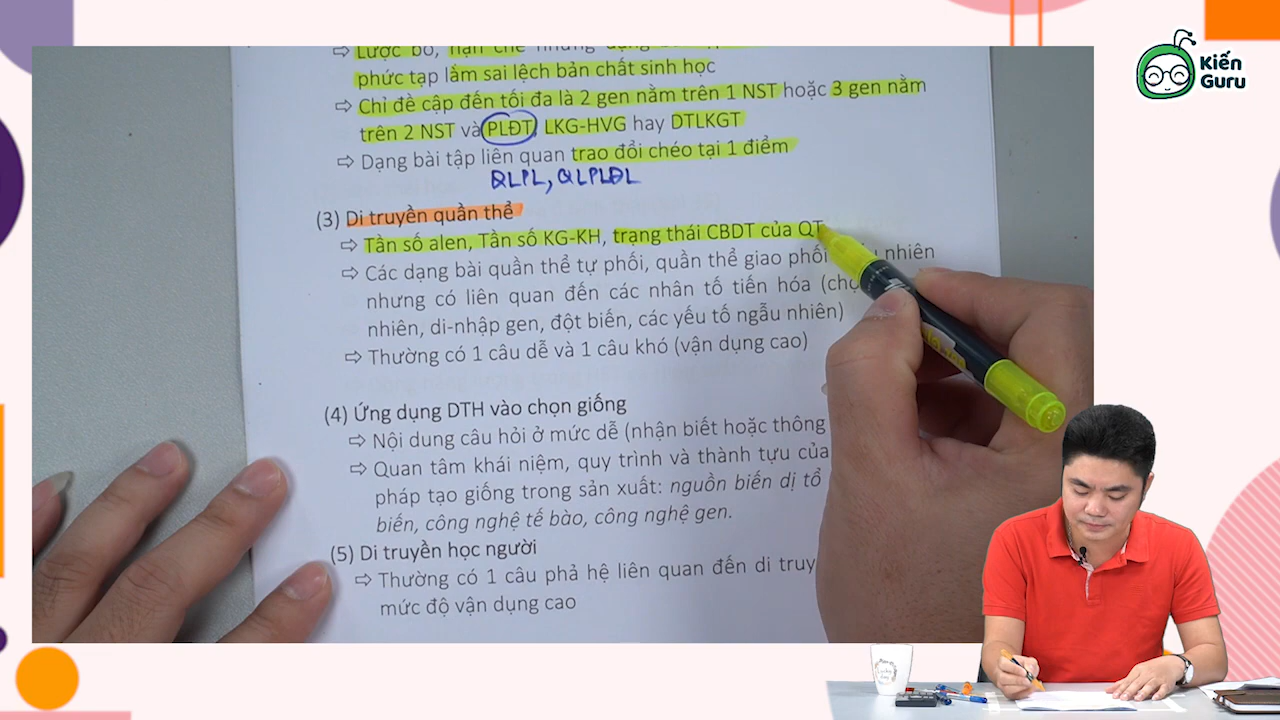 ⇨ Lược bỏ, hạn chế những dạng
phức tạp làm sai lệch bản chất sinh học
⇨ Chỉ đề cập đến tối đa là 2 gen nằm trên 1 NST hoặc 3 gen nằm
trên 2 NST và PLĐT, LKG-HVG hay DTLKGT
⇨ Dạng bài tập liên quan trao đổi chéo tại 1 điểm
QLPL, QLPLĐL
(3) Di truyền quần thể
⇨ Tần số alen, Tần số KG-KH, trạng thái CBDT của QT
⇨ Các dạng bài quần thể tự phối, quần thể giao phối nhiên
nhưng có liên quan đến các nhân tố tiến hóa (chọ
nhiên, di-nhập gen, đột biến, các yếu tố ngẫu nhiên)
⇨ Thường có 1 câu dễ và 1 câu khó (vận dụng cao)
(4) Ứng dụng DTH vào chọn giống
⇨ Nội dung câu hỏi ở mức dễ (nhận biết hoặc thông
⇨ Quan tâm khái niệm, quy trình và thành tựu của
pháp tạo giống trong sản xuất: nguồn biến dị tổ
biến, công nghệ tế bào, công nghệ gen.
(5) Di truyền học người
⇨ Thường có 1 câu phả hệ liên quan đến di truy
mức độ vận dụng cao
Kiến
Guru